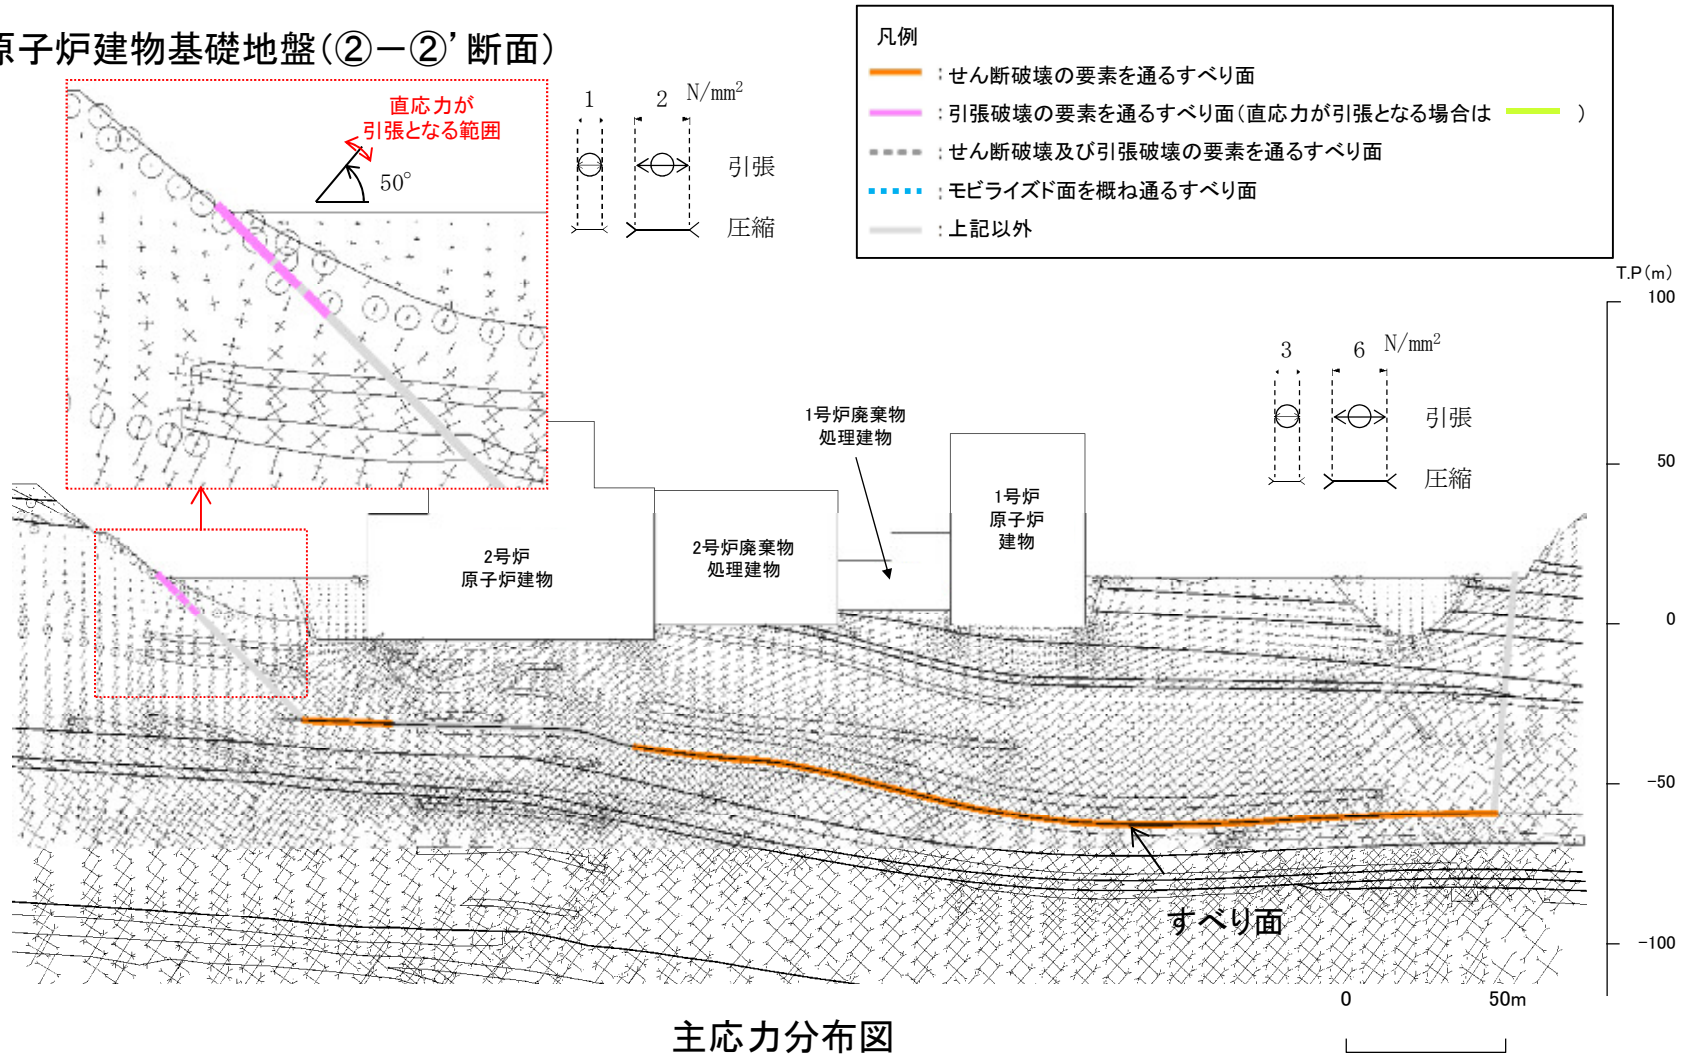 原子炉建物基礎地盤(②-②’断面)
直応力が
引張となる範囲
50°
1 2 N/mm²
引張
圧縮
凡例
:せん断破壊の要素を通るすべり面
:引張破壊の要素を通るすべり面(直応力が引張となる場合は )
:せん断破壊及び引張破壊の要素を通るすべり面
:モビライズド面を概ね通るすべり面
:上記以外
T.P(m)
100
50
0
-50
-100
3 6 N/mm²
引張
圧縮
1号炉廃棄物
処理建物
1号炉
原子炉
建物
2号炉
原子炉建物
2号炉廃棄物
処理建物
すべり面
0 50m
主応力分布図